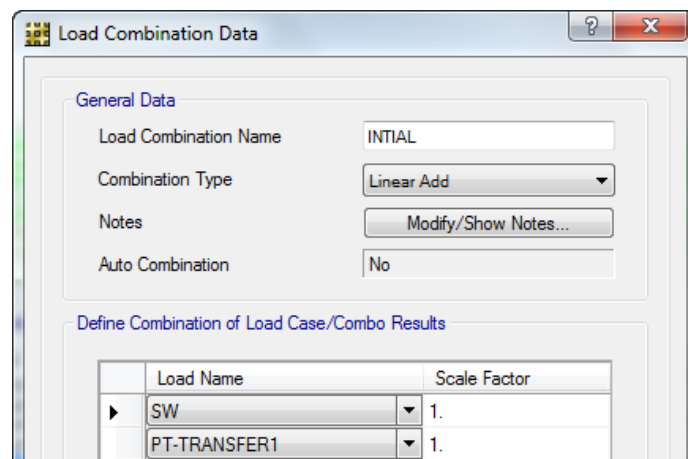 Load Combination Data
General Data
Load Combination Name INTIAL
Combination Type Linear Add
Notes Modify/Show Notes...
Auto Combination No
Define Combination of Load Case/Combo Results
Load Name Scale Factor
SW 1.
PT-TRANSFER1 1.